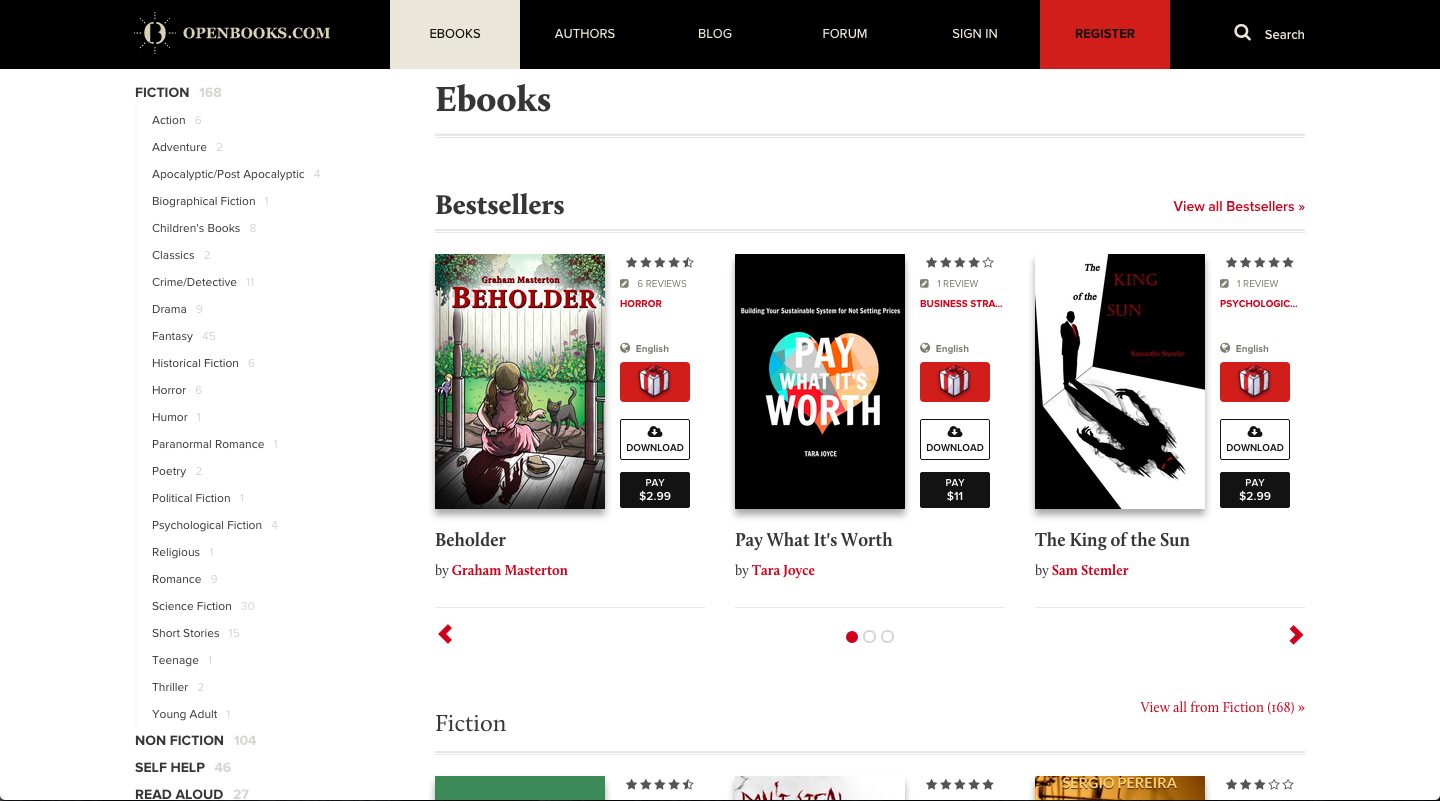 OPENBOOKS.COM
EBOOKS
AUTHORS
BLOG
FORUM
SIGN IN
REGISTER
Search
FICTION 168
Action 6
Adventure 2
Apocalyptic/Post Apocalyptic 4
Biographical Fiction 1
Children's Books 8
Classics 2
Crime/Detective 11
Drama 9
Fantasy 45
Historical Fiction 6
Horror 6
Humor 1
Paranormal Romance 1
Poetry 2
Political Fiction 1
Psychological Fiction 4
Religious 1
Romance 9
Science Fiction 30
Short Stories 15
Teenage 1
Thriller 2
Young Adult 1
NON FICTION 104
SELF HELP 46
READ ALOUD 27
Ebooks
Bestsellers
View all Bestsellers »
Graham Masterton
BEHOLDER
6 REVIEWS
HORROR
English
DOWNLOAD
PAY
$2.99
Beholder
by Graham Masterton
Building Your Sustainable System for Not Setting Prices
PAY
WHAT IT'S
WORTH
TARA JOYCE
1 REVIEW
BUSINESS STRA...
English
DOWNLOAD
PAY
$11
Pay What It's Worth
by Tara Joyce
The
KING
of the
SUN
Samantha Stemler
1 REVIEW
PSYCHOLOGIC...
English
DOWNLOAD
PAY
$2.99
The King of the Sun
by Sam Stemler
Fiction
View all from Fiction (168) »
DON'T STEAL
SERGIO PEREIRA